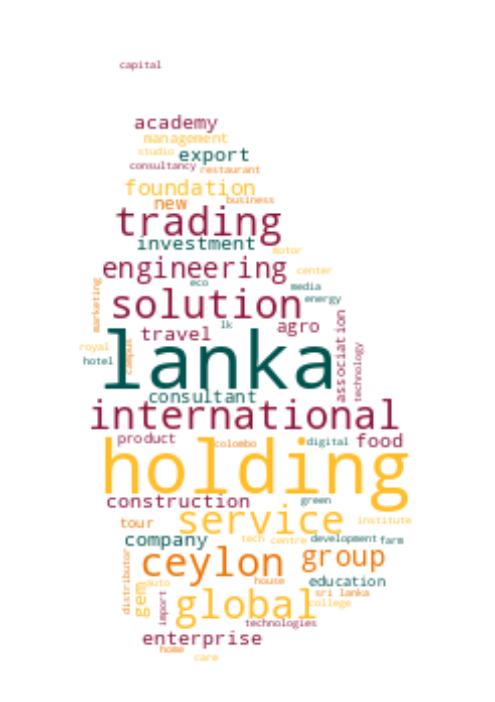 capital
academy
management
studio export
consultancy restaurant
foundation
new business
trading
investment
motor
engineering center
eco media
marketing solution energy
lk agro
travel association
royal lanka technology
hotel campus
consultant
international
product colombo digital food
holding
construction green
tour service institute
company tech centre development farm
ceylon group
distributor auto house education
gem import global sri lanka
college
technologies
enterprise
home care